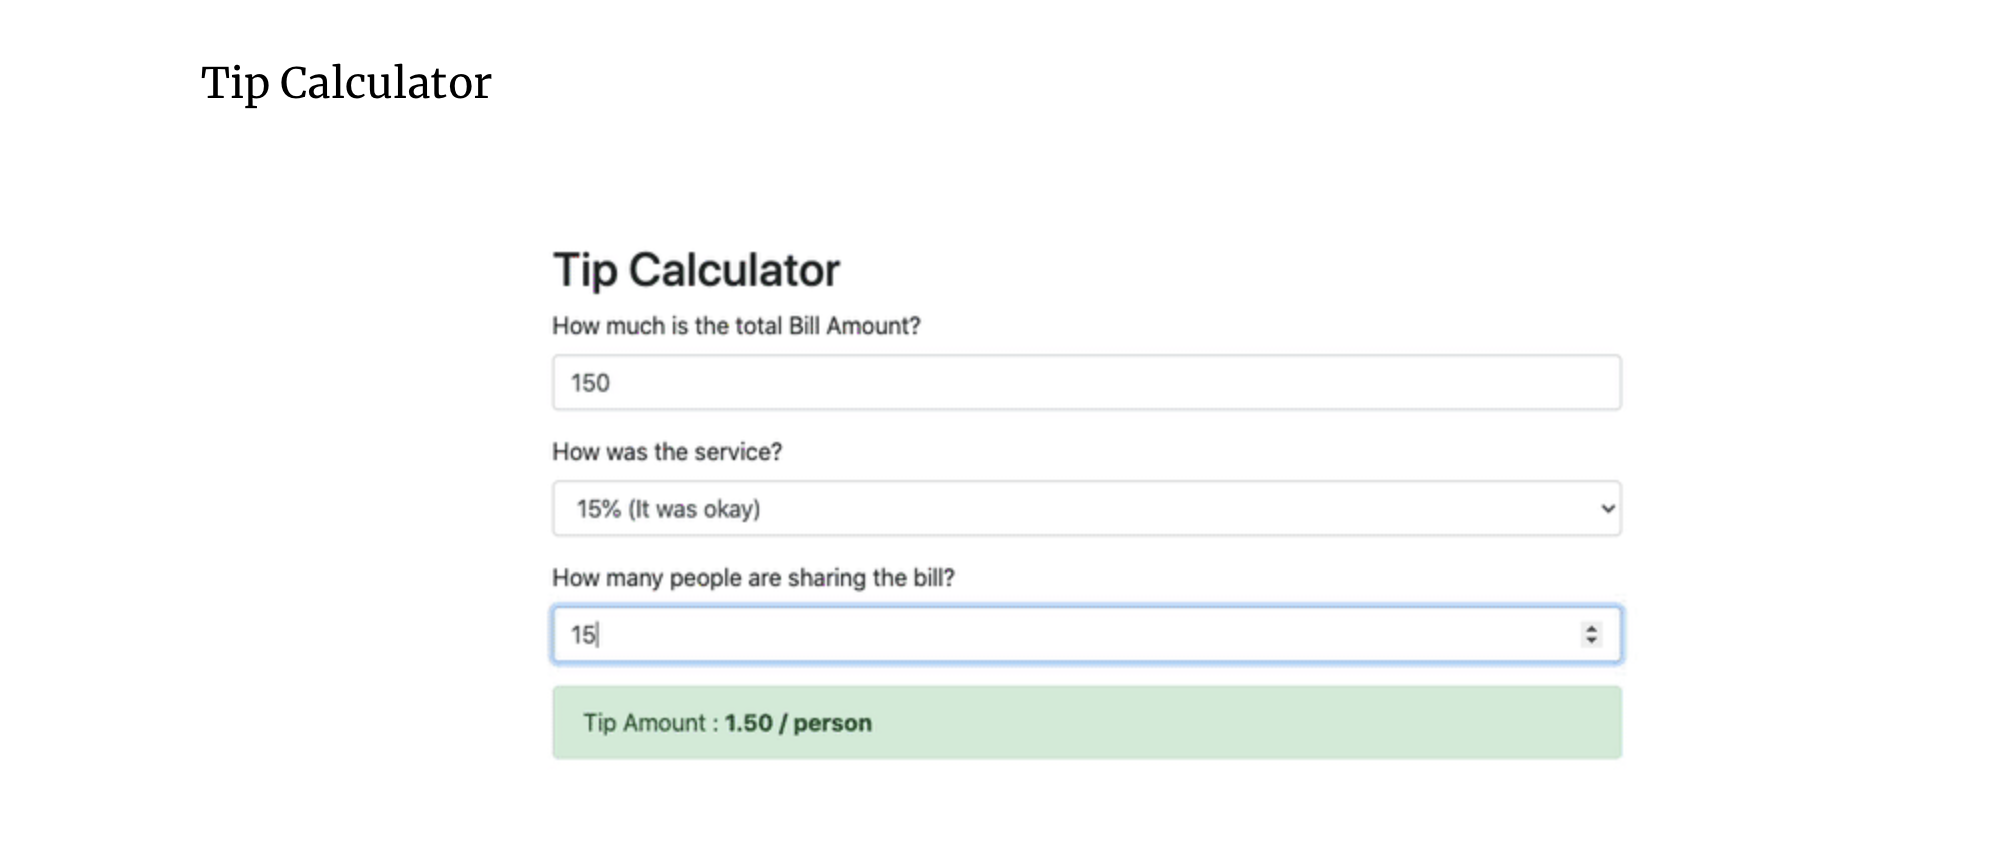 Tip Calculator
Tip Calculator
How much is the total Bill Amount?
150
How was the service?
15% (It was okay)
How many people are sharing the bill?
15
Tip Amount : 1.50 / person